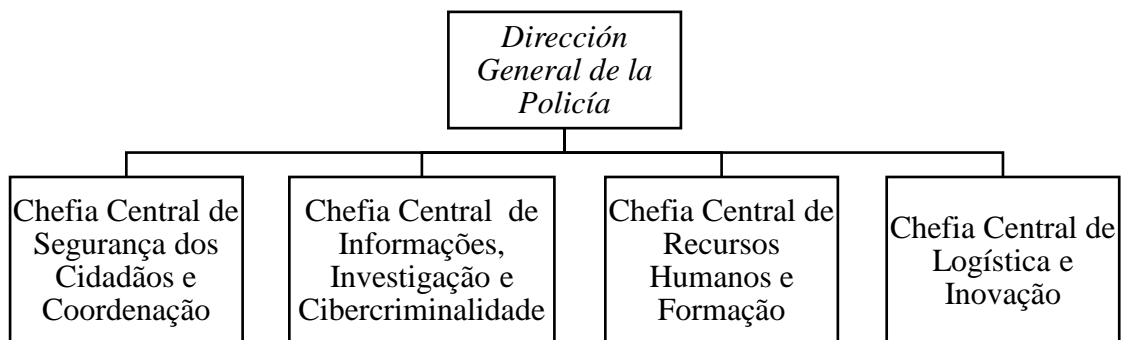 Dirección
General de la
Policía
Chefia Central de
Segurança dos
Cidadãos e
Coordenação
Chefia Central de
Informações,
Investigação e
Cibercriminalidade
Chefia Central de
Recursos
Humanos e
Formação
Chefia Central de
Logística e
Inovação